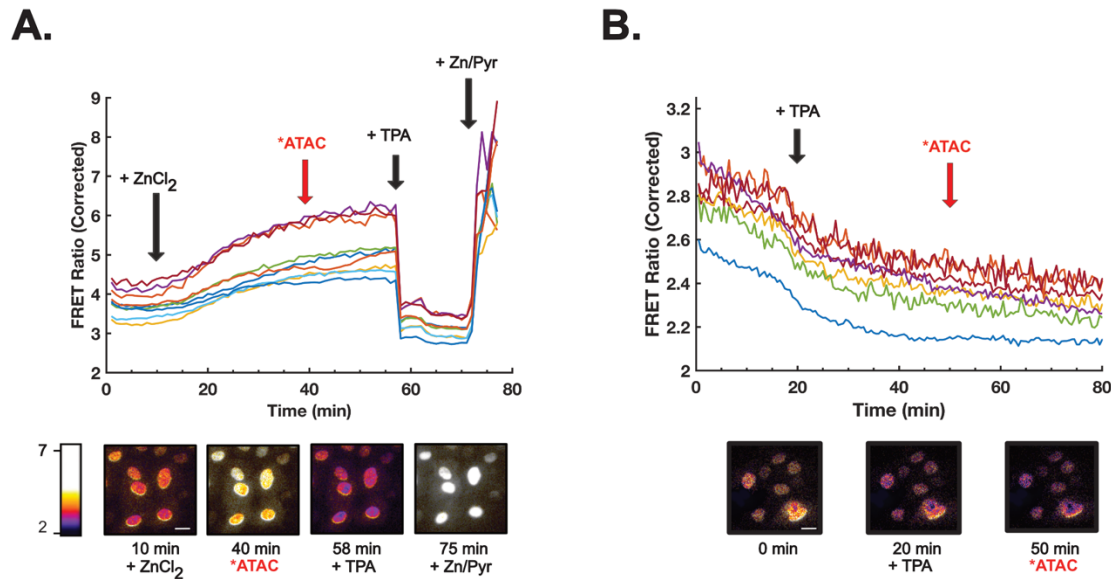 A.
+ Zn/Pyr
*ATAC
+ TPA
+ ZnCl₂
FRET Ratio (Corrected)
9
8
7
6
5
4
3
2
0
20
40
60
80
Time (min)
7
2
10 min
+ ZnCl₂
40 min
*ATAC
58 min
+ TPA
75 min
+ Zn/Pyr
B.
+ TPA
*ATAC
FRET Ratio (Corrected)
3.2
3
2.8
2.6
2.4
2.2
2
0
20
40
60
80
Time (min)
0 min
20 min
+ TPA
50 min
*ATAC